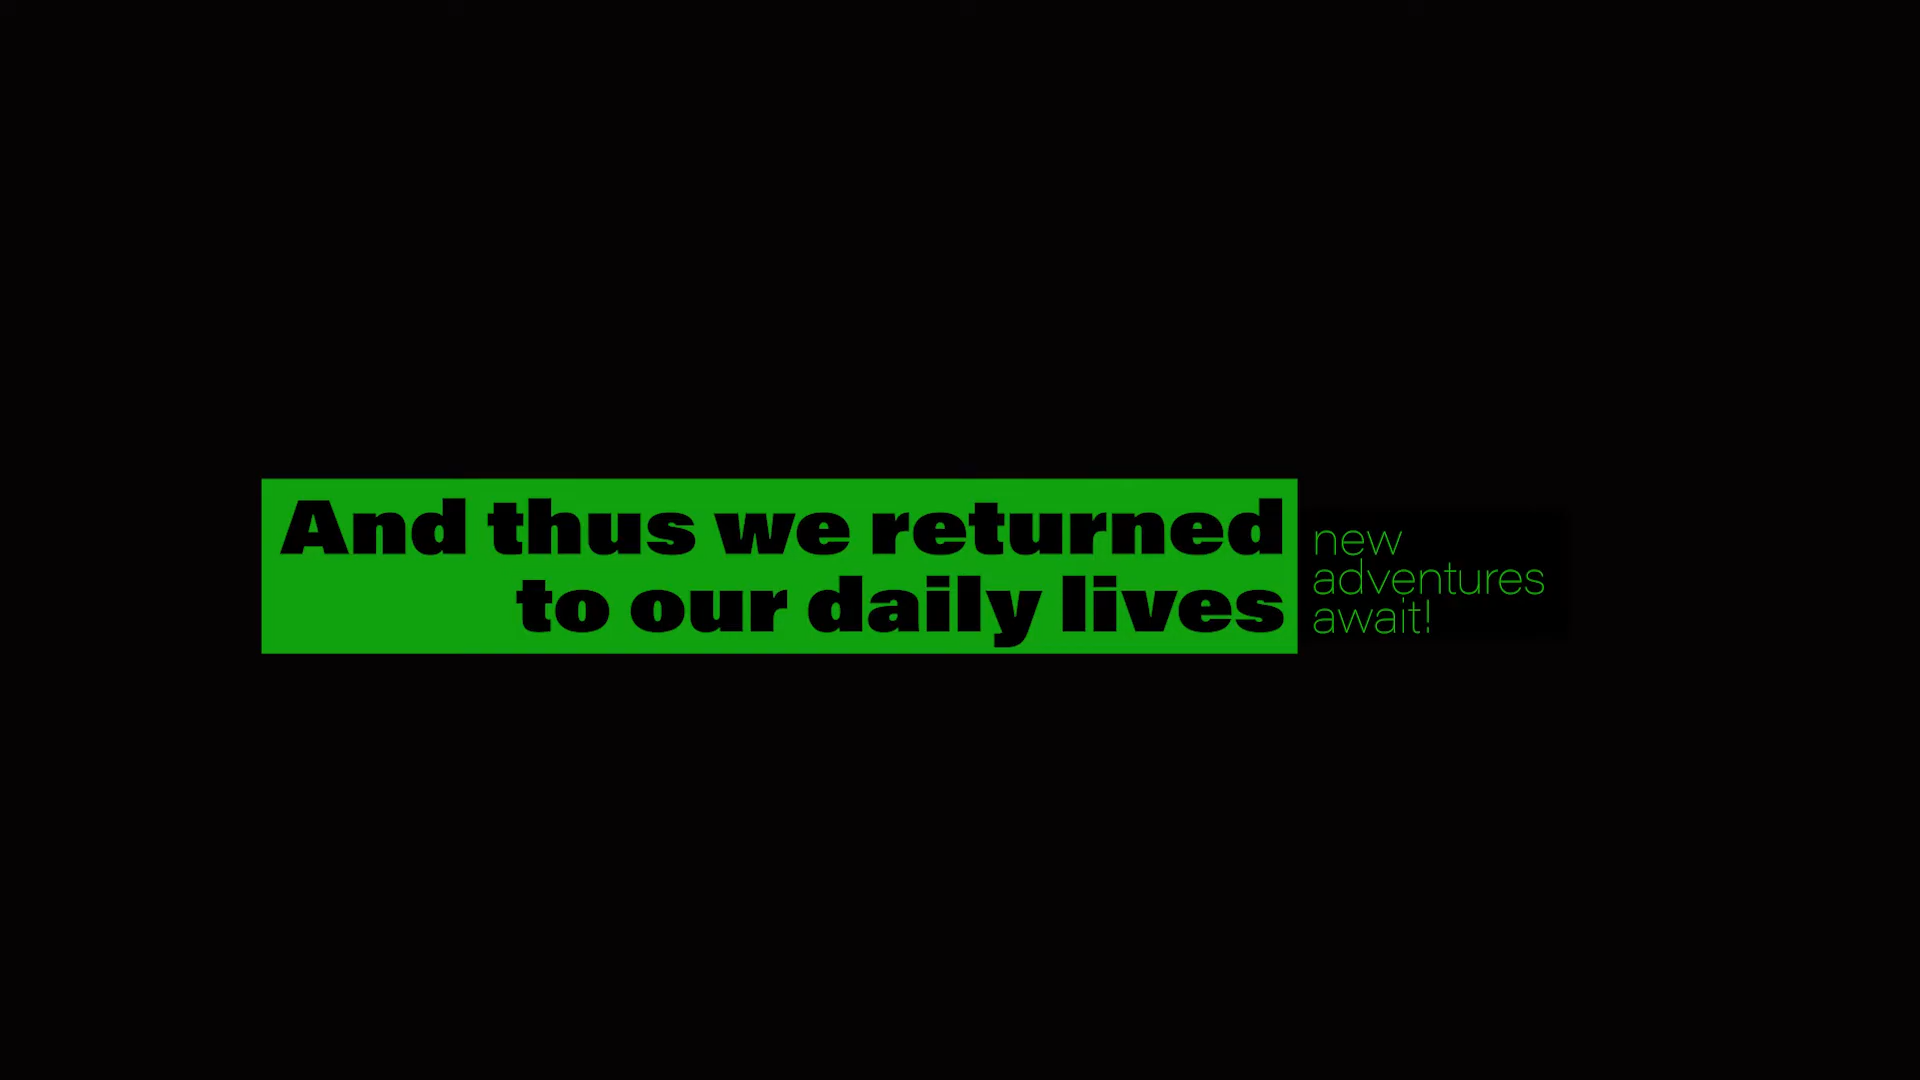 And thus we returned
to our daily lives
new
adventures
await!